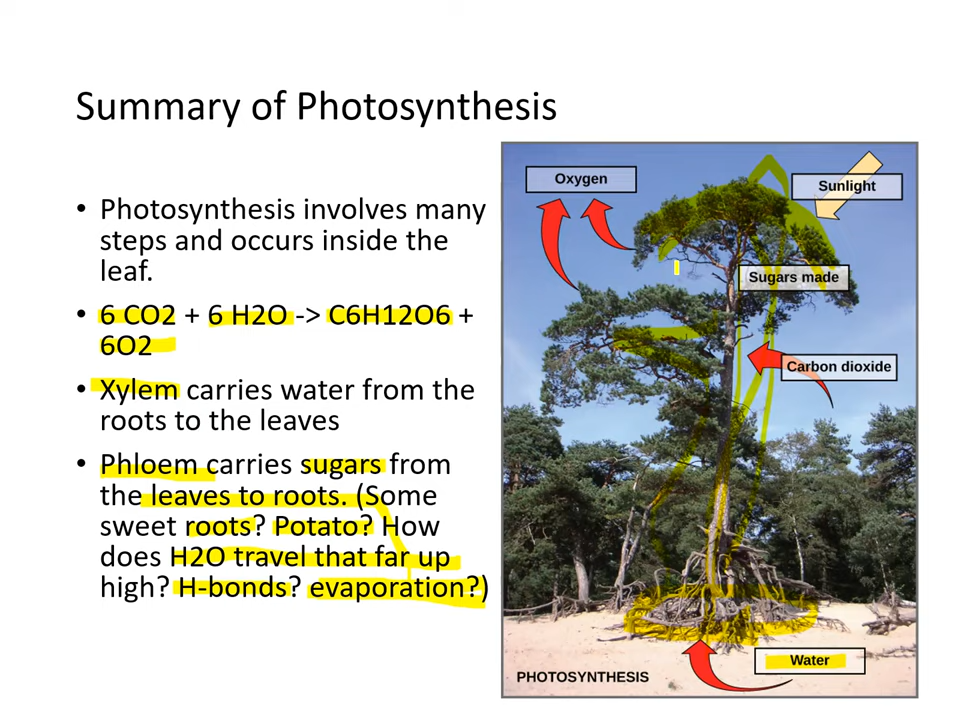 Summary of Photosynthesis
• Photosynthesis involves many
steps and occurs inside the
leaf.
• 6 CO2 + 6 H2O -> C6H12O6 +
6O2
• Xylem carries water from the
roots to the leaves
• Phloem carries sugars from
the leaves to roots. (Some
sweet roots? Potato? How
does H2O travel that far up
high? H-bonds? evaporation?)
Oxygen
Sunlight
Sugars made
Carbon dioxide
Water
PHOTOSYNTHESIS